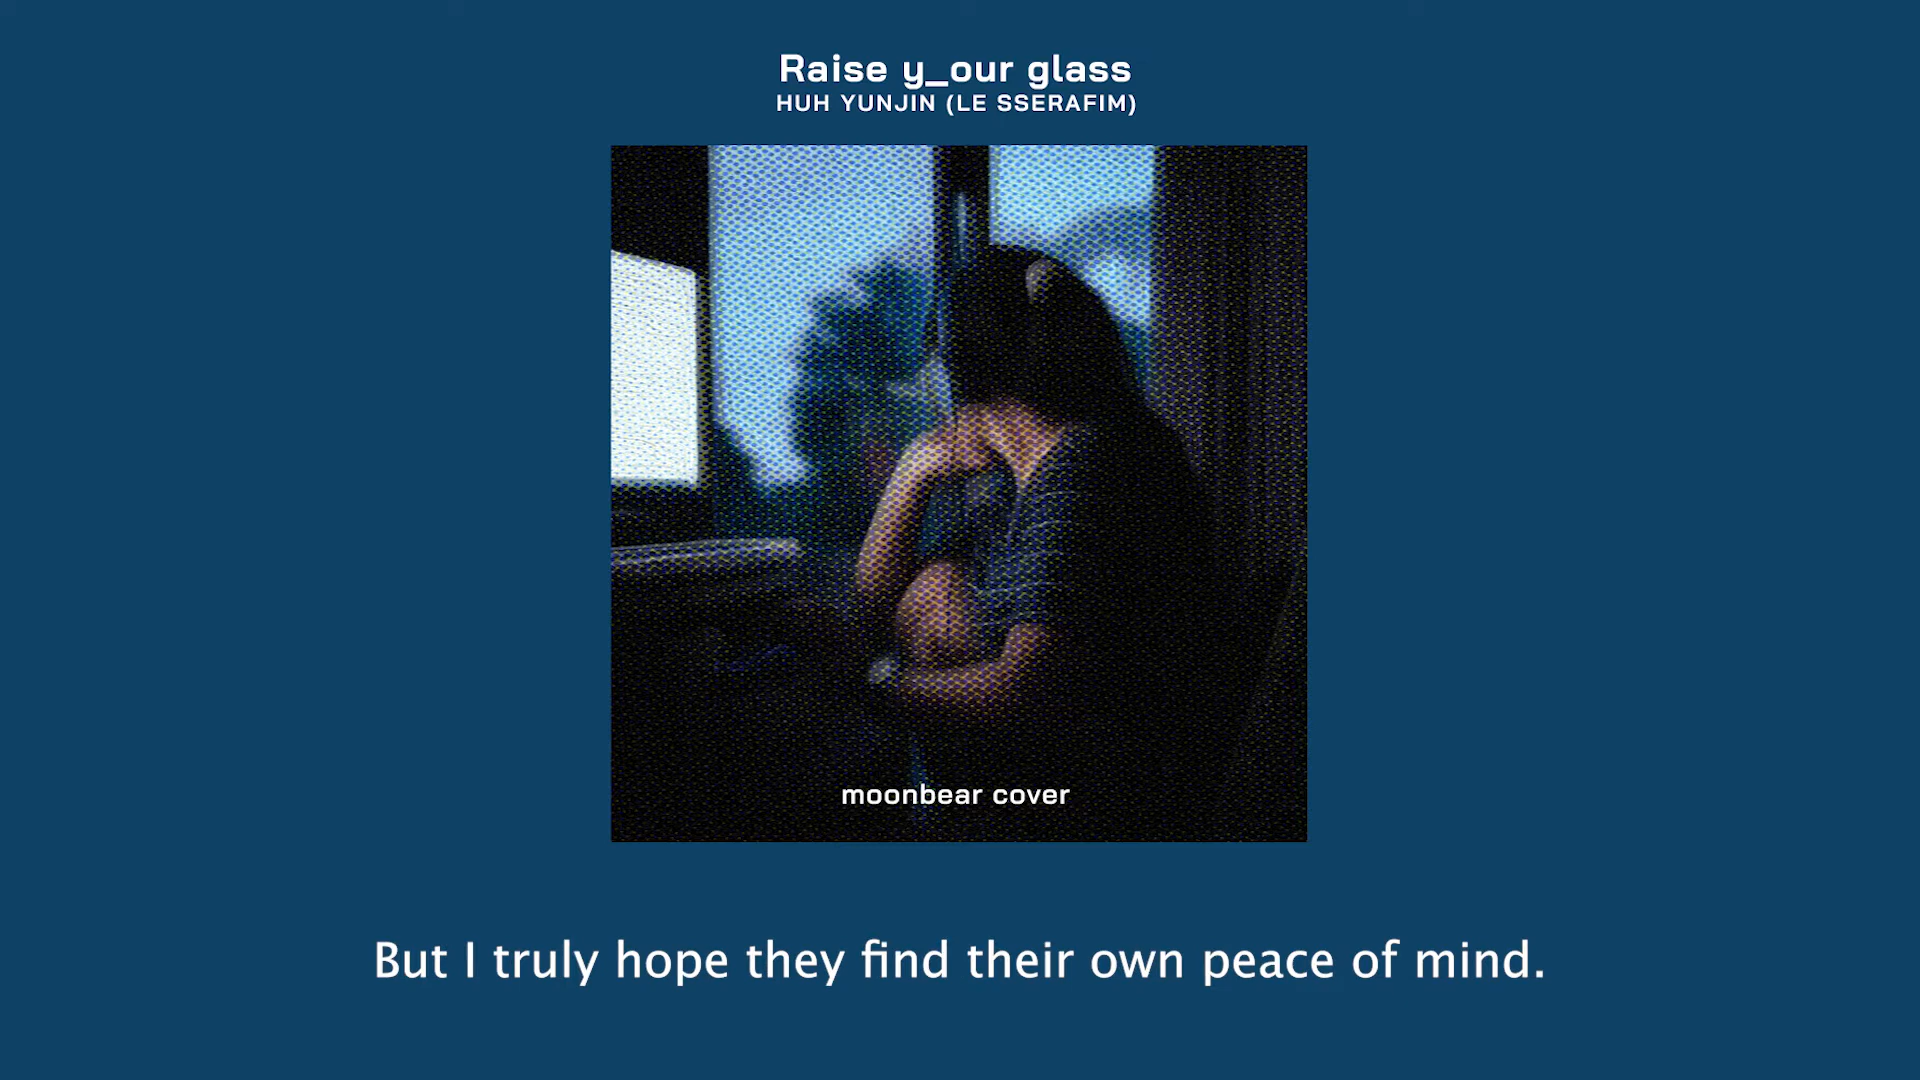 Raise y_our glass
HUH YUNJIN (LE SSERAFIM)
moonbear cover
But I truly hope they find their own peace of mind.